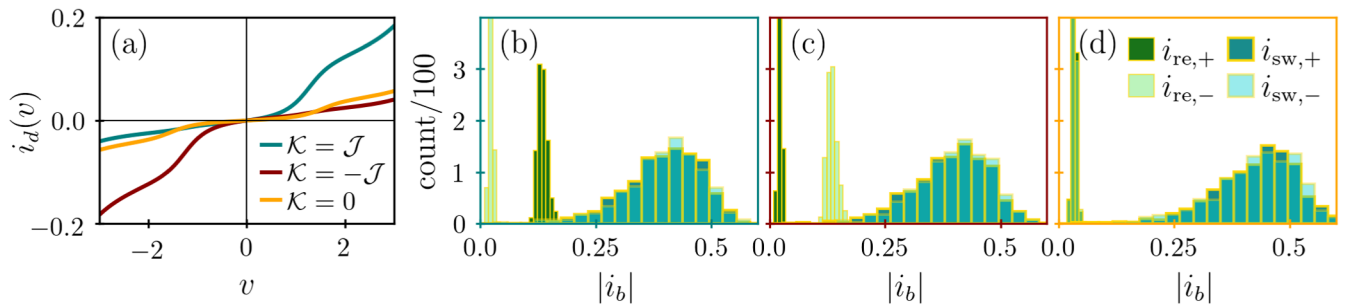 (a)
0.2
0.0
−0.2
i_d(v)
𝒦 = 𝒥
𝒦 = −𝒥
𝒦 = 0
−2
0
2
v
(b)
count/100
3
2
1
0
0.0
0.25
0.5
|i_b|
(c)
0.0
0.25
0.5
|i_b|
(d)
i_re,+
i_sw,+
i_re,−
i_sw,−
0.0
0.25
0.5
|i_b|